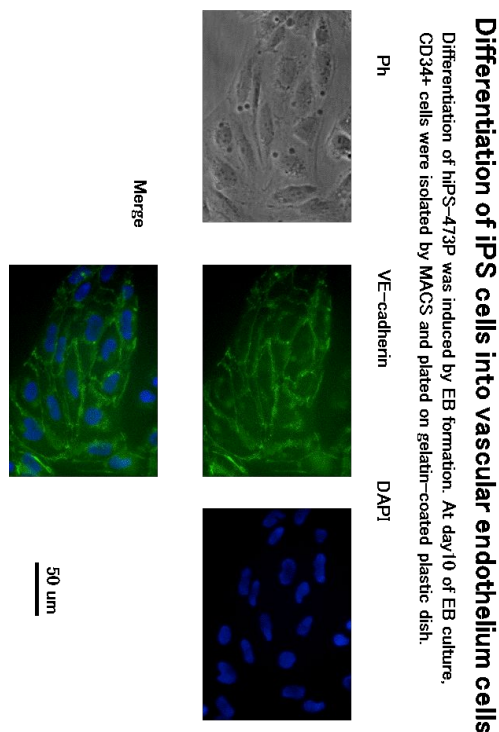 Differentiation of iPS cells into vascular endothelium cells
Differentiation of hiPS-473P was induced by EB formation. At day10 of EB culture,
CD34+ cells were isolated by MACS and plated on gelatin-coated plastic dish.
Ph
VE-cadherin
DAPI
Merge
50 um